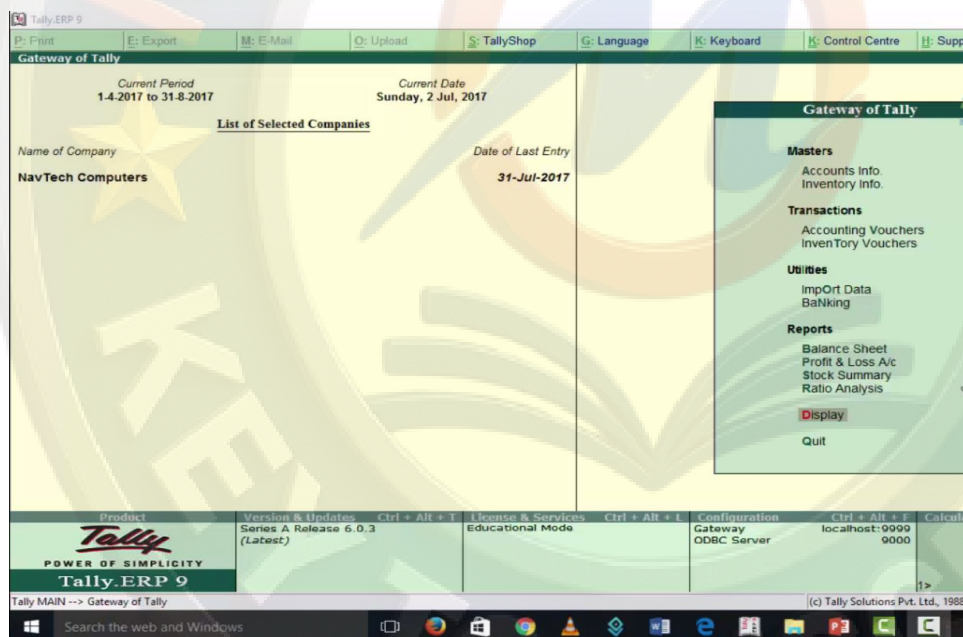 Tally.ERP 9
P: Print E: Export M: E-Mail O: Upload S: TallyShop G: Language K: Keyboard K: Control Centre H: Supp
Gateway of Tally
Current Period Current Date
1-4-2017 to 31-8-2017 Sunday, 2 Jul, 2017
List of Selected Companies
Name of Company Date of Last Entry
NavTech Computers 31-Jul-2017
Gateway of Tally
Masters
Accounts Info.
Inventory Info.
Transactions
Accounting Vouchers
InvenTory Vouchers
Utilities
ImpOrt Data
BaNking
Reports
Balance Sheet
Profit & Loss A/c
Stock Summary
Ratio Analysis
Display
Quit
Product Version & Updates Ctrl + Alt + T License & Services Ctrl + Alt + L Configuration Ctrl + Alt + F Calcul
Tally
POWER OF SIMPLICITY
Tally.ERP 9
Series A Release 6.0.3
(Latest)
Educational Mode
Gateway localhost:9999
ODBC Server 9000
1>
Tally MAIN --> Gateway of Tally (c) Tally Solutions Pvt. Ltd., 1988
Search the web and Windows
KEY